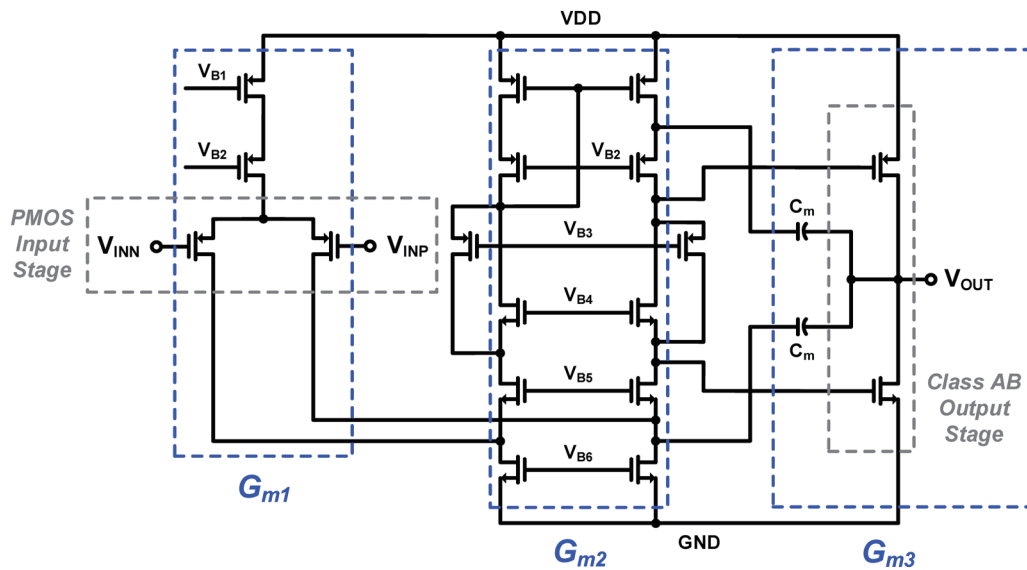 VDD
VB1
VB2
VB2
PMOS
Input
Stage
VINN
VINP
VB3
Cm
VOUT
VB4
Cm
VB5
Class AB
Output
Stage
VB6
Gm1
GND
Gm2
Gm3